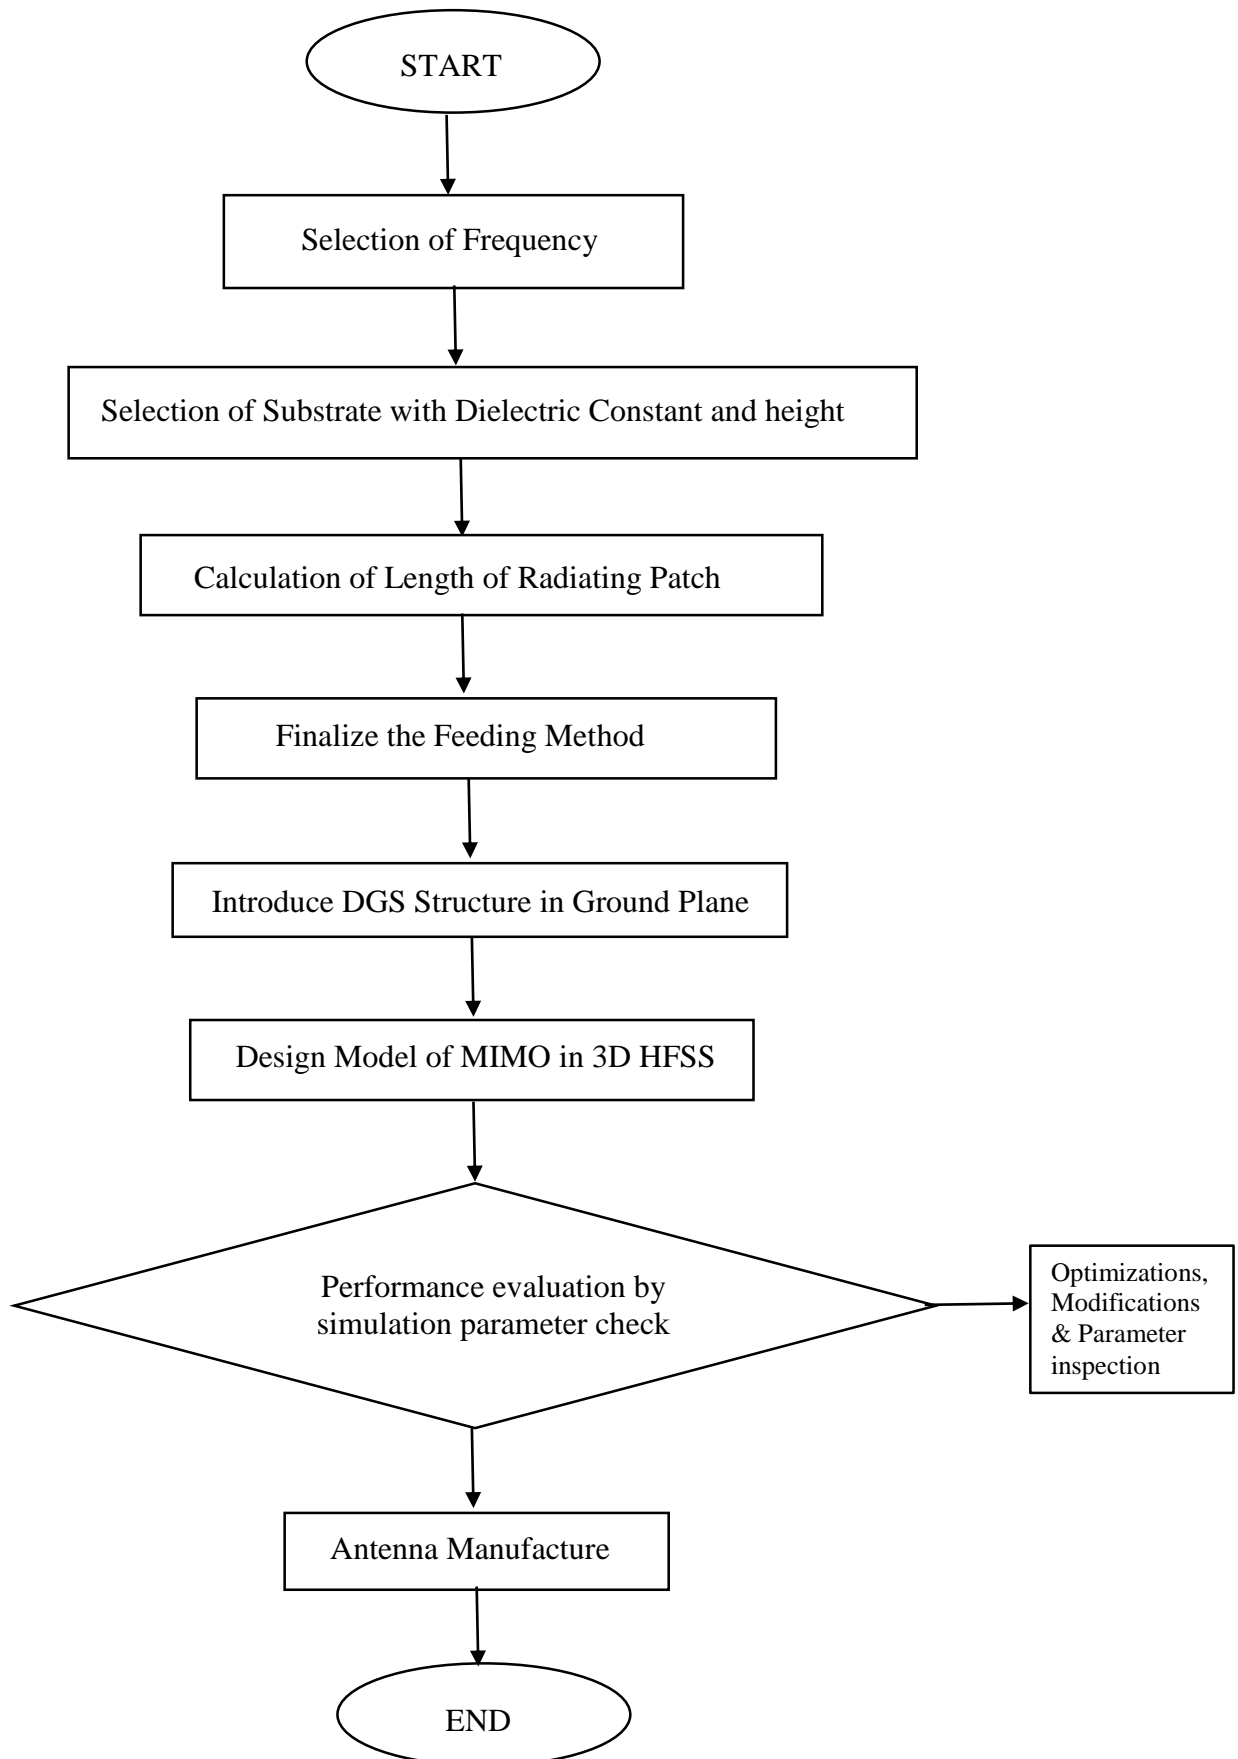 START
Selection of Frequency
Selection of Substrate with Dielectric Constant and height
Calculation of Length of Radiating Patch
Finalize the Feeding Method
Introduce DGS Structure in Ground Plane
Design Model of MIMO in 3D HFSS
Performance evaluation by
simulation parameter check
Optimizations,
Modifications
& Parameter
inspection
Antenna Manufacture
END